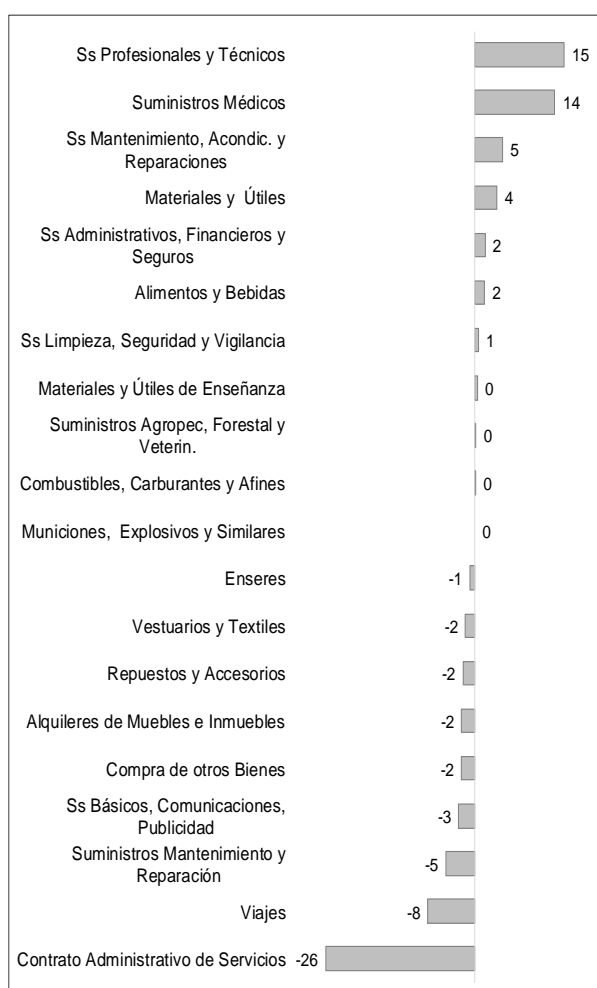 Ss Profesionales y Técnicos 15
Suministros Médicos 14
Ss Mantenimiento, Acondic. y
Reparaciones 5
Materiales y Útiles 4
Ss Administrativos, Financieros y
Seguros 2
Alimentos y Bebidas 2
Ss Limpieza, Seguridad y Vigilancia 1
Materiales y Útiles de Enseñanza 0
Suministros Agropec, Forestal y
Veterin. 0
Combustibles, Carburantes y Afines 0
Municiones, Explosivos y Similares 0
Enseres -1
Vestuarios y Textiles -2
Repuestos y Accesorios -2
Alquileres de Muebles e Inmuebles -2
Compra de otros Bienes -2
Ss Básicos, Comunicaciones,
Publicidad -3
Suministros Mantenimiento y
Reparación -5
Viajes -8
Contrato Administrativo de Servicios -26